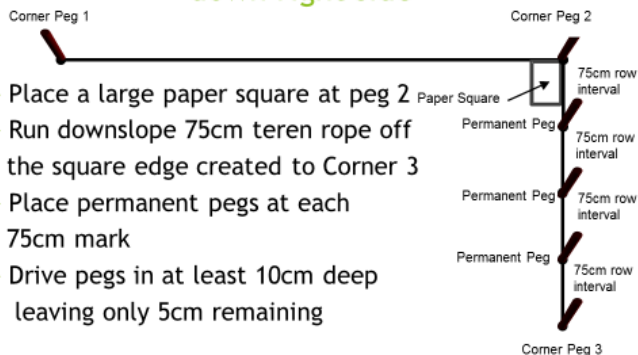 Corner Peg 1
Corner Peg 2
Place a large paper square at peg 2
Run downslope 75cm teren rope off
the square edge created to Corner 3
Place permanent pegs at each
75cm mark
Drive pegs in at least 10cm deep
leaving only 5cm remaining
Paper Square
75cm row
interval
Permanent Peg
75cm row
interval
Permanent Peg
75cm row
interval
Permanent Peg
75cm row
interval
Corner Peg 3